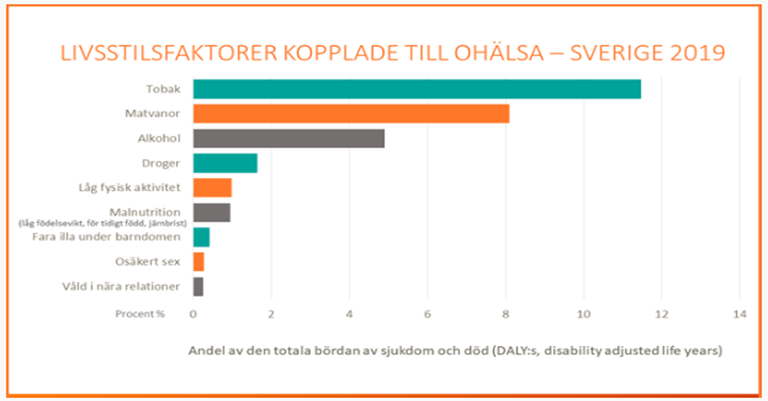 LIVSSTILSFAKTORER KOPPLADE TILL OHÄLSA – SVERIGE 2019
Tobak
Matvanor
Alkohol
Droger
Låg fysisk aktivitet
Malnutrition
(låg födelsevikt, för tidigt född, järnbrist)
Fara illa under barndomen
Osäkert sex
Våld i nära relationer
Procent % 0 2 4 6 8 10 12 14
Andel av den totala bördan av sjukdom och död (DALY:s, disability adjusted life years)